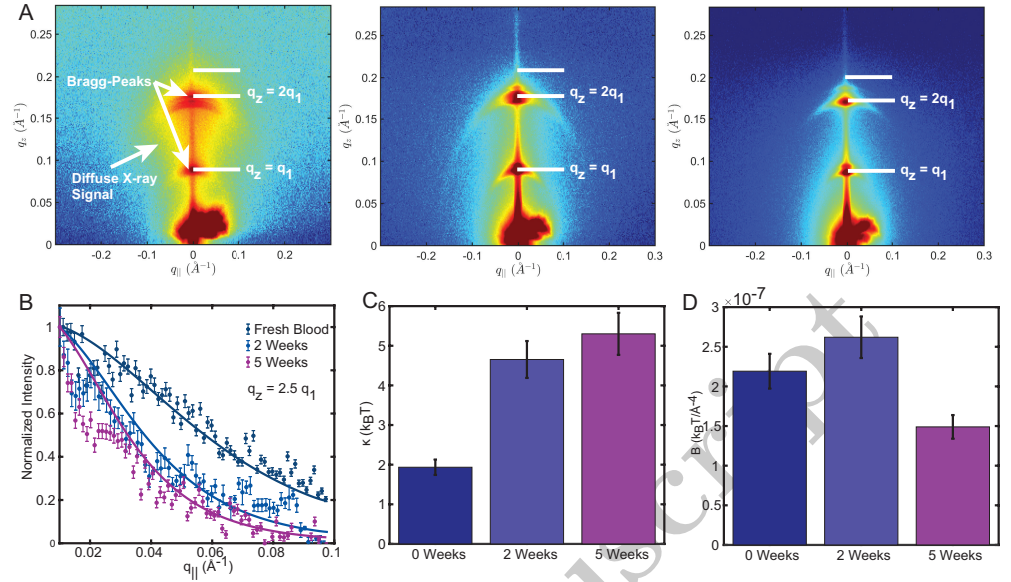 A
Bragg-Peaks
Diffuse X-ray
Signal
q_z = 2q_1
q_z = q_1
q_z = 2q_1
q_z = q_1
q_z = 2q_1
q_z = q_1
q_z (Å⁻¹)
0 0.05 0.1 0.15 0.2 0.25
-0.2 -0.1 0 0.1 0.2
q_|| (Å⁻¹)
q_z (Å⁻¹)
0 0.05 0.1 0.15 0.2 0.25
-0.2 -0.1 0 0.1 0.2 0.3
q_|| (Å⁻¹)
q_z (Å⁻¹)
0 0.05 0.1 0.15 0.2 0.25
-0.2 -0.1 0 0.1 0.2 0.3
q_|| (Å⁻¹)
B
Normalized Intensity
0 0.2 0.4 0.6 0.8 1
Fresh Blood
2 Weeks
5 Weeks
q_z = 2.5 q_1
0.02 0.04 0.06 0.08 0.1
q_|| (Å⁻¹)
C
κ (k_BT)
0 1 2 3 4 5 6
0 Weeks 2 Weeks 5 Weeks
D
×10⁻⁷
B (k_BT/Å⁻⁴)
0 0.5 1 1.5 2 2.5 3
0 Weeks 2 Weeks 5 Weeks
script